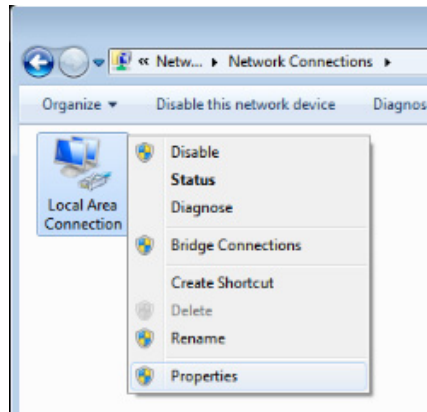 « Netw... ▸ Network Connections ▸
Organize ▾ Disable this network device Diagnos
Local Area
Connection
Disable
Status
Diagnose
Bridge Connections
Create Shortcut
Delete
Rename
Properties